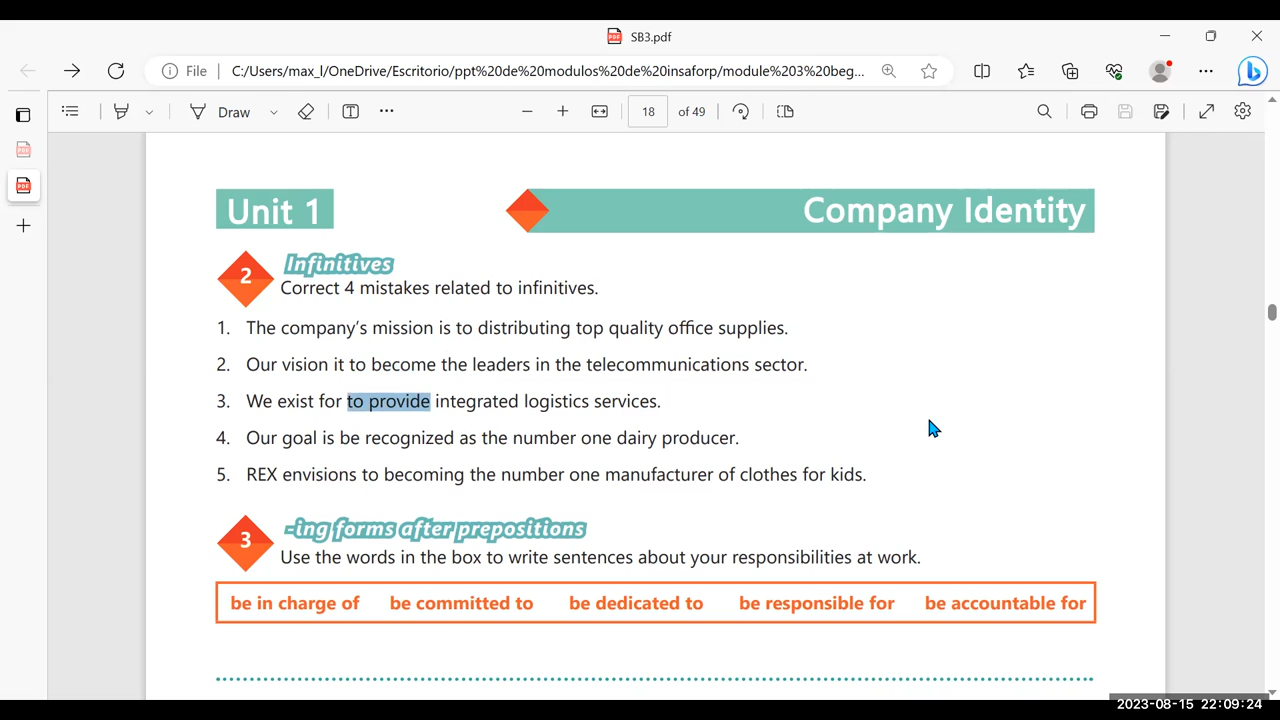 SB3.pdf
File
C:/Users/max_l/OneDrive/Escritorio/ppt%20de%20modulos%20de%20insaforp/module%203%20beg...
Draw
18 of 49
Unit 1
Company Identity
2
Infinitives
Correct 4 mistakes related to infinitives.
1. The company's mission is to distributing top quality office supplies.
2. Our vision it to become the leaders in the telecommunications sector.
3. We exist for to provide integrated logistics services.
4. Our goal is be recognized as the number one dairy producer.
5. REX envisions to becoming the number one manufacturer of clothes for kids.
3
-ing forms after prepositions
Use the words in the box to write sentences about your responsibilities at work.
be in charge of be committed to be dedicated to be responsible for be accountable for
2023-08-15 22:09:24